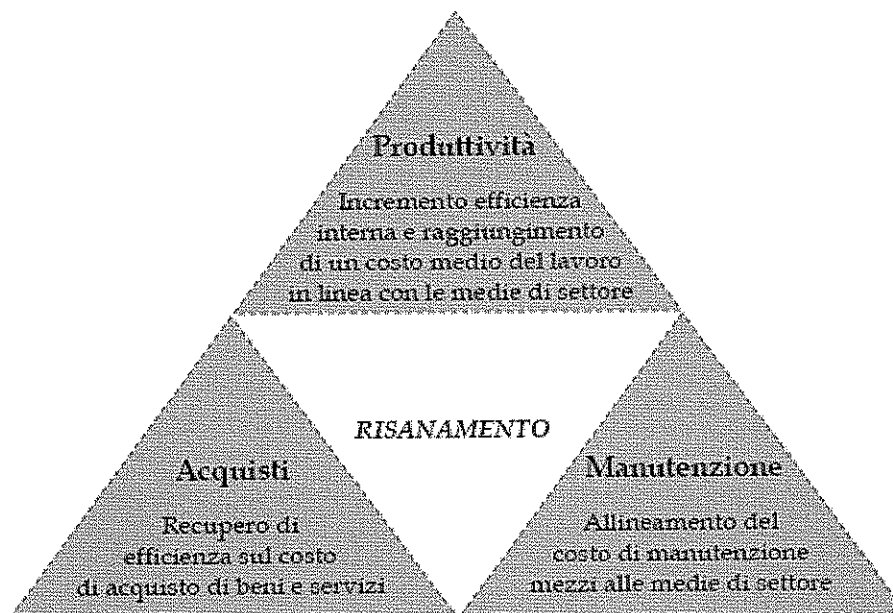 Produttività
Incremento efficienza
interna e raggiungimento
di un costo medio del lavoro
in linea con le medie di settore
RISANAMENTO
Acquisti
Recupero di
efficienza sul costo
di acquisto di beni e servizi
Manutenzione
Allineamento del
costo di manutenzione
mezzi alle medie di settore